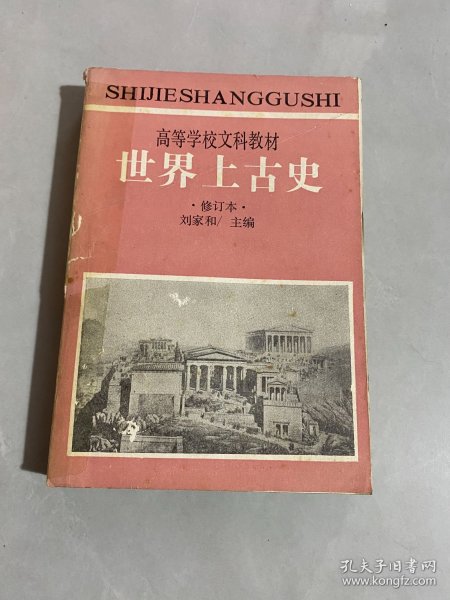 SHIJIESHANGGUSHI
高等学校文科教材
世界上古史
·修订本·
刘家和/主编
孔夫子旧书网
www.kongfz.com